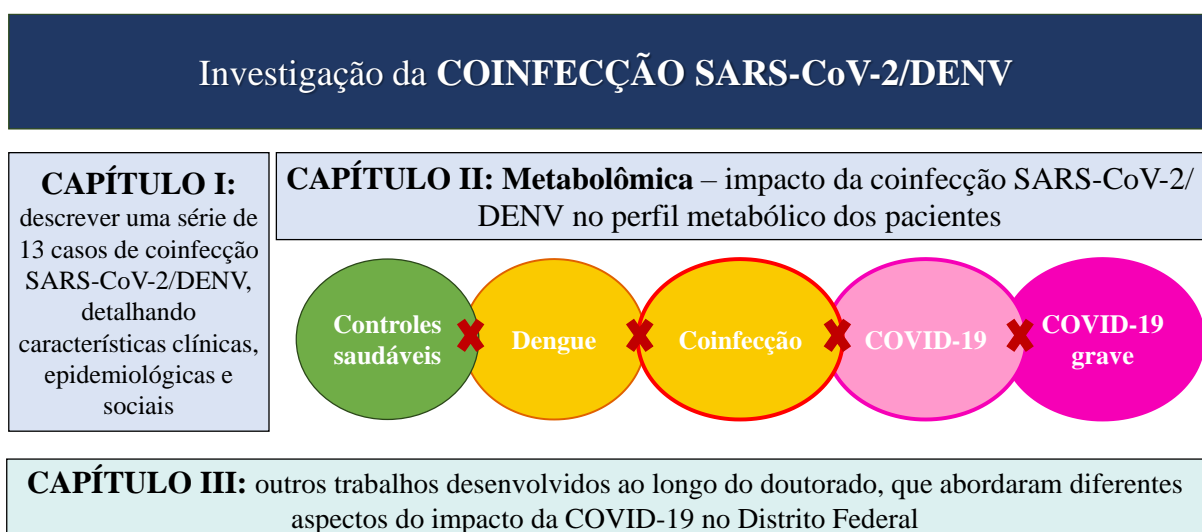 Investigação da COINFECÇÃO SARS-CoV-2/DENV
CAPÍTULO I:
descrever uma série de
13 casos de coinfecção
SARS-CoV-2/DENV,
detalhando
características clínicas,
epidemiológicas e
sociais
CAPÍTULO II: Metabolômica – impacto da coinfecção SARS-CoV-2/
DENV no perfil metabólico dos pacientes
Controles
saudáveis
Dengue
Coinfecção
COVID-19
COVID-19
grave
CAPÍTULO III: outros trabalhos desenvolvidos ao longo do doutorado, que abordaram diferentes
aspectos do impacto da COVID-19 no Distrito Federal